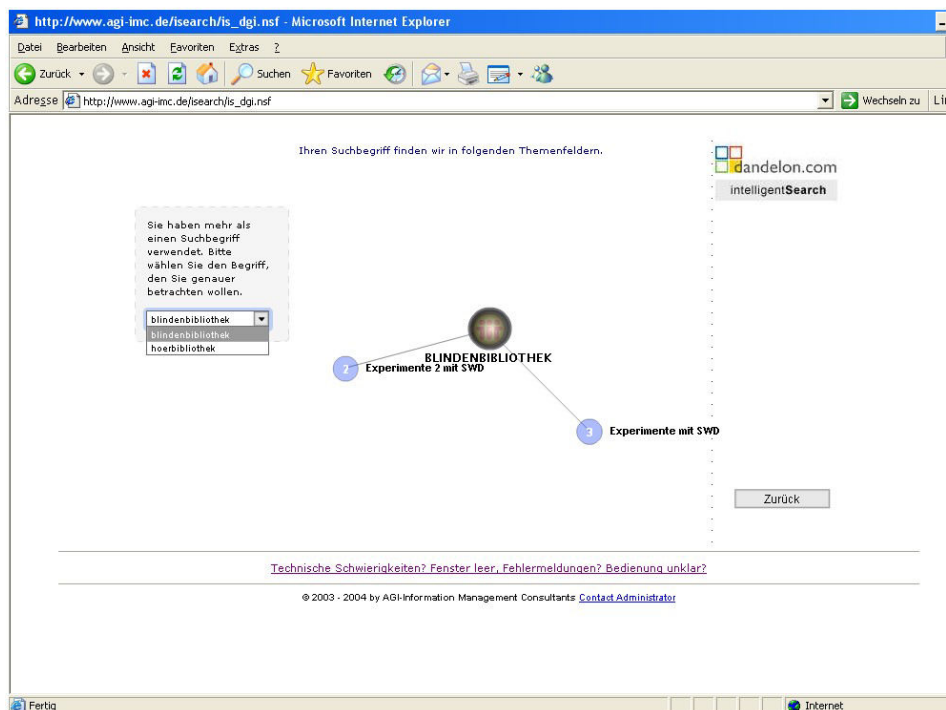 http://www.agi-imc.de/isearch/is_dgi.nsf - Microsoft Internet Explorer
Datei Bearbeiten Ansicht Favoriten Extras ?
Zurück Suchen Favoriten
Adresse http://www.agi-imc.de/isearch/is_dgi.nsf Wechseln zu
Ihren Suchbegriff finden wir in folgenden Themenfeldern.
dandelon.com
intelligentSearch
Sie haben mehr als
einen Suchbegriff
verwendet. Bitte
wählen Sie den Begriff,
den Sie genauer
betrachten wollen.
blindenbibliothek
blindenbibliothek
hoerbibliothek
BLINDENBIBLIOTHEK
2 Experimente 2 mit SWD
3 Experimente mit SWD
Zurück
Technische Schwierigkeiten? Fenster leer, Fehlermeldungen? Bedienung unklar?
© 2003 - 2004 by AGI-Information Management Consultants Contact Administrator
Fertig Internet